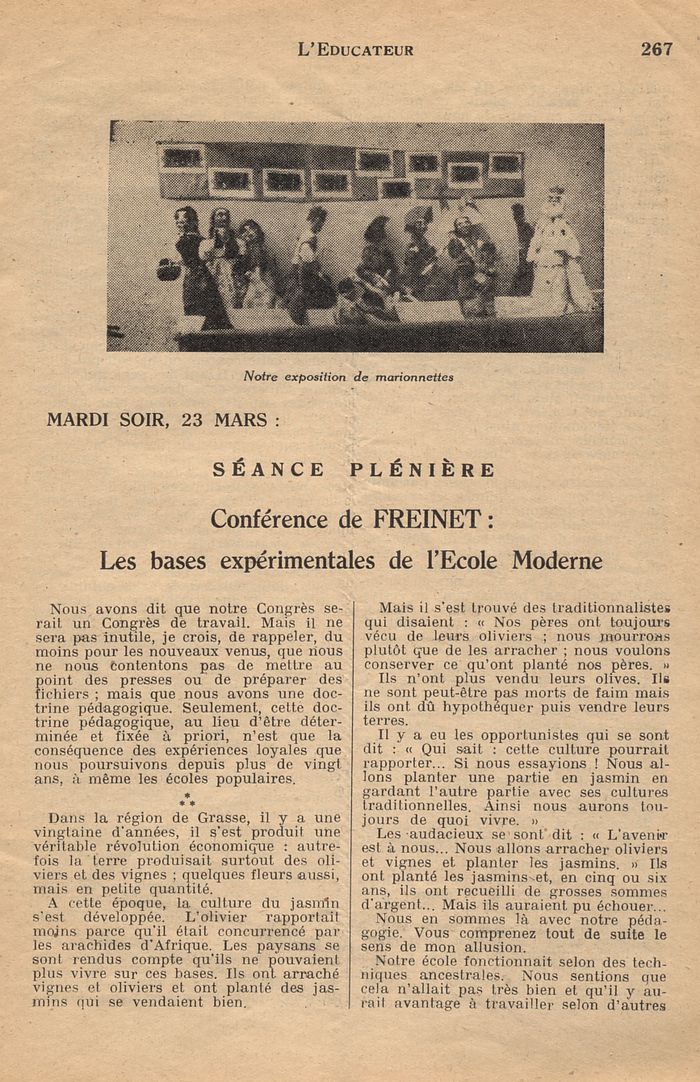 L'EDUCATEUR
267
Notre exposition de marionnettes
MARDI SOIR, 23 MARS :
SÉANCE PLÉNIÈRE
Conférence de FREINET :
Les bases expérimentales de l'Ecole Moderne
Nous avons dit que notre Congrès se-
rait un Congrès de travail. Mais il ne
sera pas inutile, je crois, de rappeler, du
moins pour les nouveaux venus, que nous
ne nous contentons pas de mettre au
point des presses ou de préparer des
fichiers ; mais que nous avons une doc-
trine pédagogique. Seulement, cette doc-
trine pédagogique, au lieu d'être déter-
minée et fixée à priori, n'est que la
conséquence des expériences loyales que
nous poursuivons depuis plus de vingt
ans, à même les écoles populaires.
*
* *
Dans la région de Grasse, il y a une
vingtaine d'années, il s'est produit une
véritable révolution économique : autre-
fois la terre produisait surtout des oli-
viers et des vignes ; quelques fleurs aussi,
mais en petite quantité.
A cette époque, la culture du jasmin
s'est développée. L'olivier rapportait
moins parce qu'il était concurrencé par
les arachides d'Afrique. Les paysans se
sont rendus compte qu'ils ne pouvaient
plus vivre sur ces bases. Ils ont arraché
vignes et oliviers et ont planté des jas-
mins qui se vendaient bien.
Mais il s'est trouvé des traditionnalistes
qui disaient : « Nos pères ont toujours
vécu de leurs oliviers ; nous mourrons
plutôt que de les arracher ; nous voulons
conserver ce qu'ont planté nos pères. »
Ils n'ont plus vendu leurs olives. Ils
ne sont peut-être pas morts de faim mais
ils ont dû hypothéquer puis vendre leurs
terres.
Il y a eu les opportunistes qui se sont
dit : « Qui sait : cette culture pourrait
rapporter... Si nous essayions ! Nous al-
lons planter une partie en jasmin en
gardant l'autre partie avec ses cultures
traditionnelles. Ainsi nous aurons tou-
jours de quoi vivre. »
Les audacieux se sont dit : « L'avenir
est à nous... Nous allons arracher oliviers
et vignes et planter les jasmins. » Ils
ont planté les jasmins et, en cinq ou six
ans, ils ont recueilli de grosses sommes
d'argent... Mais ils auraient pu échouer...
Nous en sommes là avec notre péda-
gogie. Vous comprenez tout de suite le
sens de mon allusion.
Notre école fonctionnait selon des tech-
niques ancestrales. Nous sentions que
cela n'allait pas très bien et qu'il y au-
rait avantage à travailler selon d'autres